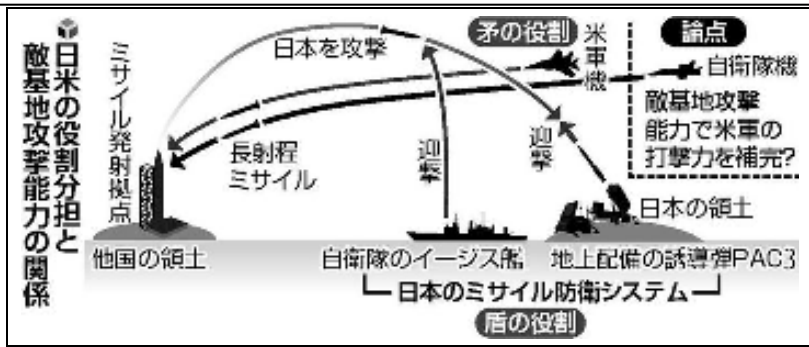 日米の役割分担と
敵基地攻撃能力の関係
ミサイル発射拠点
日本を攻撃
矛の役割
米軍機
論点
自衛隊機
敵基地攻撃
能力で米軍の
打撃力を補完?
長射程
ミサイル
迎撃
迎撃
日本の領土
他国の領土
自衛隊のイージス艦
地上配備の誘導弾PAC3
日本のミサイル防衛システム
盾の役割